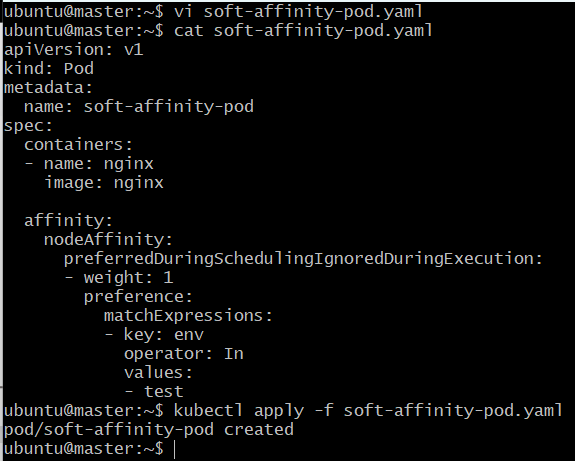 ubuntu@master:~$ vi soft-affinity-pod.yaml
ubuntu@master:~$ cat soft-affinity-pod.yaml
apiVersion: v1
kind: Pod
metadata:
  name: soft-affinity-pod
spec:
  containers:
  - name: nginx
    image: nginx

  affinity:
    nodeAffinity:
      preferredDuringSchedulingIgnoredDuringExecution:
      - weight: 1
        preference:
          matchExpressions:
          - key: env
            operator: In
            values:
            - test
ubuntu@master:~$ kubectl apply -f soft-affinity-pod.yaml
pod/soft-affinity-pod created
ubuntu@master:~$